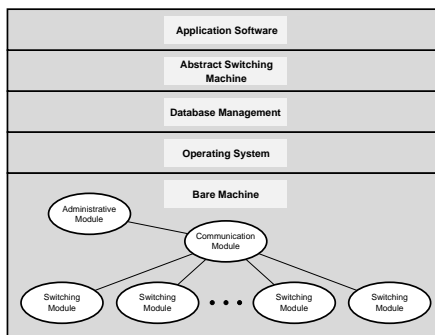 Application Software
Abstract Switching
Machine
Database Management
Operating System
Bare Machine
Administrative
Module
Communication
Module
Switching
Module
Switching
Module
Switching
Module
Switching
Module